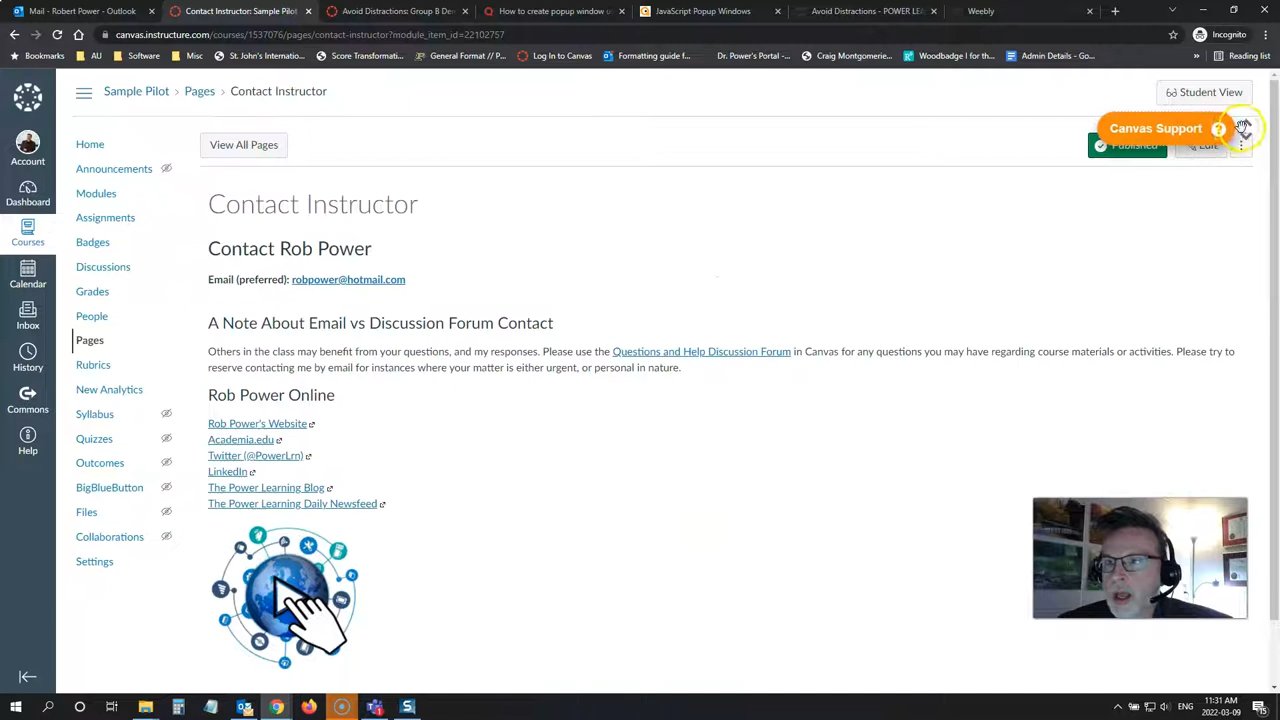 Mail - Robert Power - Outlook
Contact Instructor: Sample Pilot
Avoid Distractions: Group B Dev
How to create popup window us
JavaScript Popup Windows
Avoid Distractions - POWER LEA
Weebly
canvas.instructure.com/courses/1537076/pages/contact-instructor?module_item_id=22102757
Incognito
Bookmarks
Sun
Misc
St. John's Internatio...
Score Transformatio...
General Forum // P...
Log In to Canvas
Formatting guide f...
Dr. Power's Portal -...
Craig Montgomerie...
Woodbadge I for th...
Admin Details - Go...
»
Reading list
Sample Pilot > Pages > Contact Instructor
Student View
Canvas Support ?
View All Pages
Published
Edit
Account
Dashboard
Courses
Calendar
Inbox
History
Commons
Help
Home
Announcements
Modules
Assignments
Badges
Discussions
Grades
People
Pages
Rubrics
New Analytics
Syllabus
Quizzes
Outcomes
BigBlueButton
Files
Collaborations
Settings
Contact Instructor
Contact Rob Power
Email (preferred): robpower@hotmail.com
A Note About Email vs Discussion Forum Contact
Others in the class may benefit from your questions, and my responses. Please use the Questions and Help Discussion Forum in Canvas for any questions you may have regarding course materials or activities. Please try to
reserve contacting me by email for instances where your matter is either urgent, or personal in nature.
Rob Power Online
Rob Power's Website
Academia.edu
Twitter (@PowerLrn)
LinkedIn
The Power Learning Blog
The Power Learning Daily Newsfeed
ENG
11:31 AM
2022-03-09